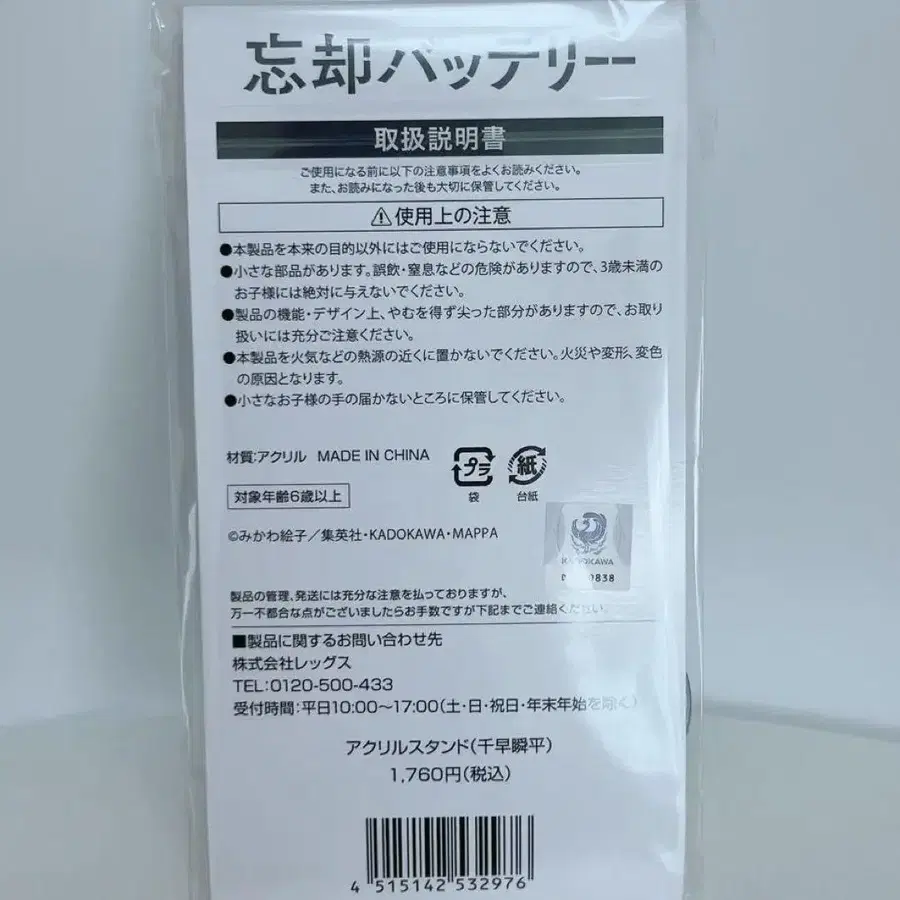 忘却バッテリー
取扱説明書
ご使用になる前に以下の注意事項をよくお読みください。
また、お読みになった後も大切に保管してください。
⚠使用上の注意
●本製品を本来の目的以外にはご使用にならないでください。
●小さな部品があります。誤飲・窒息などの危険がありますので、3歳未満の
お子様には絶対に与えないでください。
●製品の機能・デザイン上、やむを得ず尖った部分がありますので、お取り
扱いには充分ご注意ください。
●本製品を火気などの熱源の近くに置かないでください。火災や変形、変色
の原因となります。
●小さなお子様の手の届かないところに保管してください。
材質:アクリル MADE IN CHINA
プラ 紙
袋 台紙
対象年齢6歳以上
©みかわ絵子／集英社・KADOKAWA・MAPPA
KADOKAWA
0838
製品の管理、発送には充分な注意を払っておりますが、
万一不都合な点がございましたらお手数ですが下記までご連絡ください。
■製品に関するお問い合わせ先
株式会社レッグス
TEL:0120-500-433
受付時間:平日10:00～17:00(土・日・祝日・年末年始を除く)
アクリルスタンド(千早瞬平)
1,760円(税込)
4 515142 532976